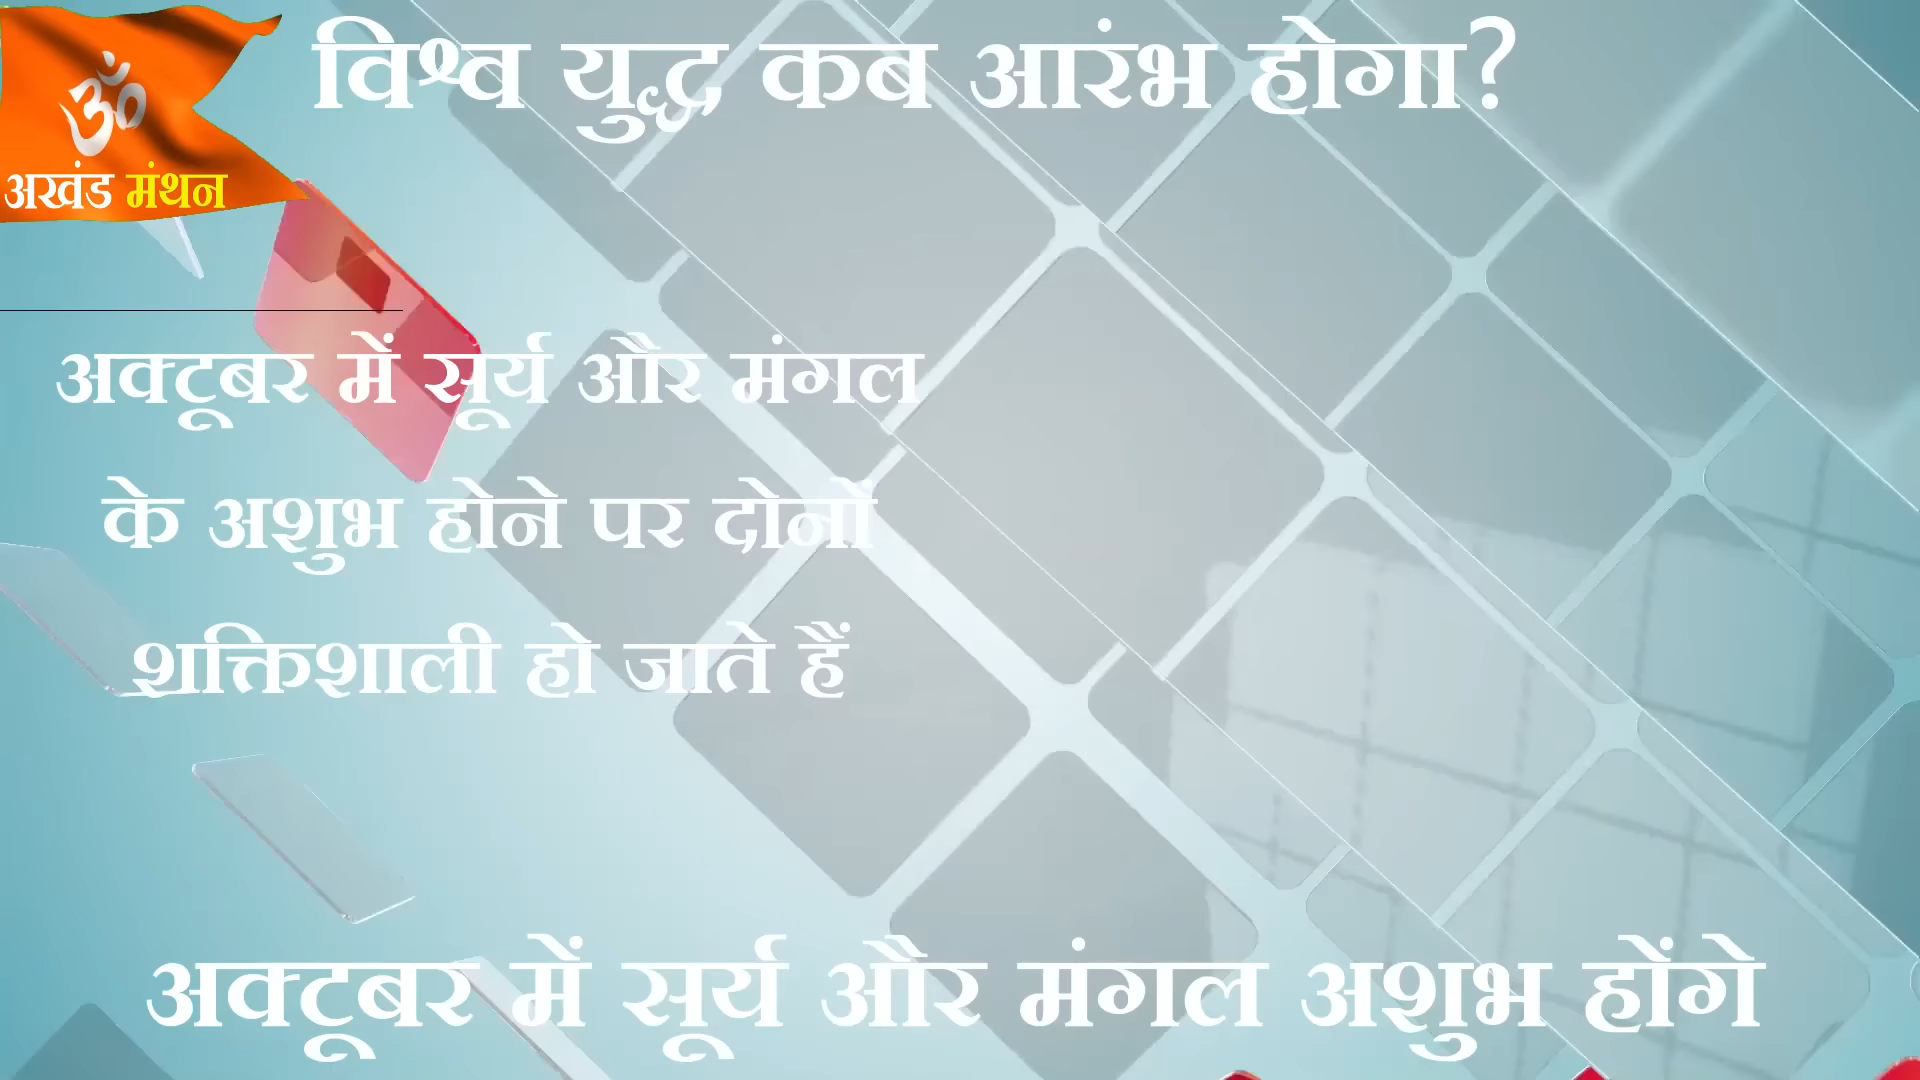 विश्व युद्ध कब आरंभ होगा?
ॐ
अखंड मंथन
अक्टूबर में सूर्य और मंगल
के अशुभ होने पर दोनों
शक्तिशाली हो जाते हैं
अक्टूबर में सूर्य और मंगल अशुभ होंगे